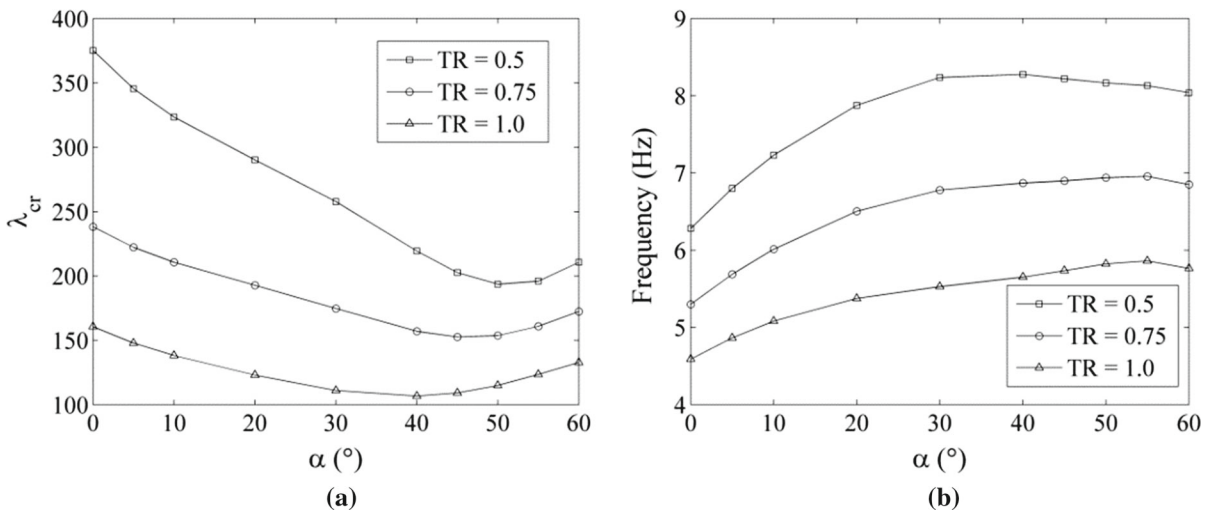 400
350
300
250
200
150
100
λcr
0 10 20 30 40 50 60
α (°)
TR = 0.5
TR = 0.75
TR = 1.0
(a)
9
8
7
6
5
4
Frequency (Hz)
0 10 20 30 40 50 60
α (°)
TR = 0.5
TR = 0.75
TR = 1.0
(b)